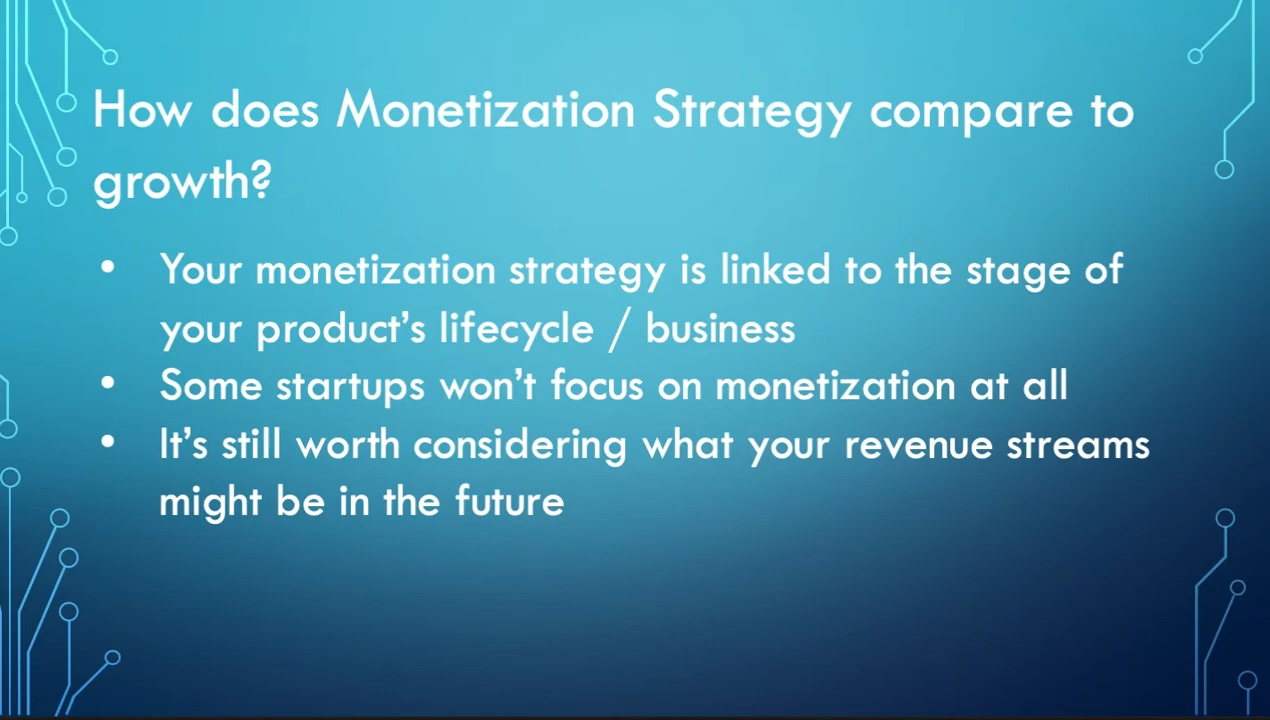 How does Monetization Strategy compare to
growth?
• Your monetization strategy is linked to the stage of
your product’s lifecycle / business
• Some startups won’t focus on monetization at all
• It’s still worth considering what your revenue streams
might be in the future